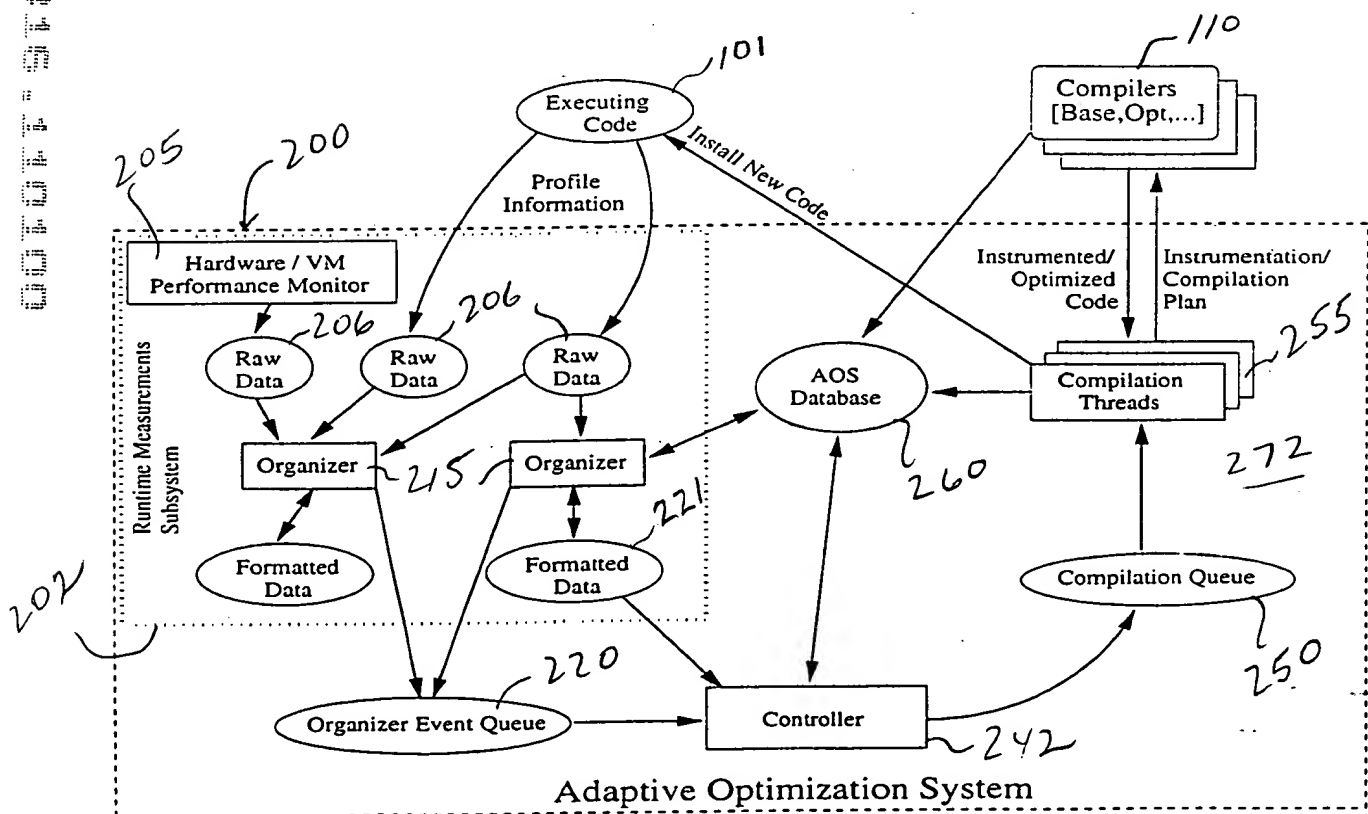 110
101
Executing
Code
Compilers
[Base,Opt,...]
205
200
Install New Code
Profile
Information
Hardware / VM
Performance Monitor
Instrumented/
Optimized
Code
Instrumentation/
Compilation
Plan
206
206
255
Raw
Data
Raw
Data
Raw
Data
AOS
Database
Compilation
Threads
Runtime Measurements
Subsystem
Organizer
215
Organizer
260
272
221
Formatted
Data
Formatted
Data
Compilation Queue
202
220
250
Organizer Event Queue
Controller
242
Adaptive Optimization System